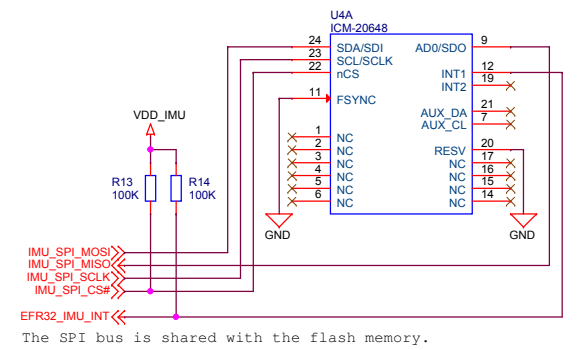 U4A
ICM-20648
24 SDA/SDI AD0/SDO 9
23 SCL/SCLK
22 nCS INT1 12
INT2 19
11 FSYNC
AUX_DA 21
AUX_CL 7
VDD_IMU
1 NC RESV 20
2 NC NC 17
3 NC NC 16
4 NC NC 15
5 NC NC 14
6 NC
R13
100K
R14
100K
GND GND
IMU_SPI_MOSI
IMU_SPI_MISO
IMU_SPI_SCLK
IMU_SPI_CS#
EFR32_IMU_INT
The SPI bus is shared with the flash memory.